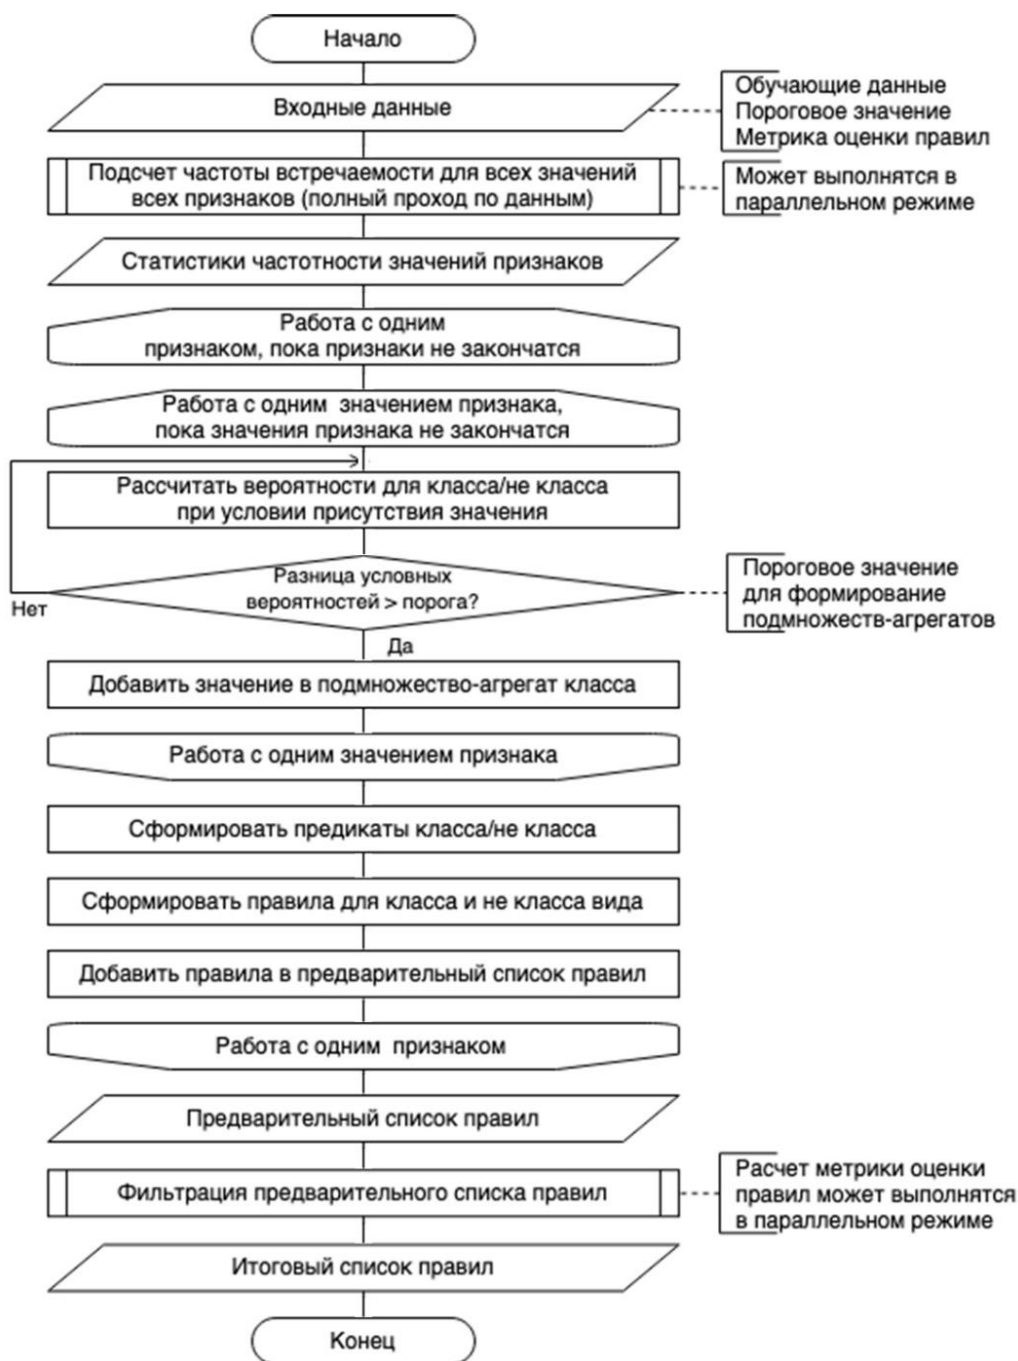 Начало
Входные данные
Обучающие данные
Пороговое значение
Метрика оценки правил
Подсчет частоты встречаемости для всех значений
всех признаков (полный проход по данным)
Может выполнятся в
параллельном режиме
Статистики частотности значений признаков
Работа с одним
признаком, пока признаки не закончатся
Работа с одним значением признака,
пока значения признака не закончатся
Рассчитать вероятности для класса/не класса
при условии присутствия значения
Разница условных
вероятностей > порога?
Нет
Да
Пороговое значение
для формирование
подмножеств-агрегатов
Добавить значение в подмножество-агрегат класса
Работа с одним значением признака
Сформировать предикаты класса/не класса
Сформировать правила для класса и не класса вида
Добавить правила в предварительный список правил
Работа с одним признаком
Предварительный список правил
Фильтрация предварительного списка правил
Расчет метрики оценки
правил может выполнятся
в параллельном режиме
Итоговый список правил
Конец